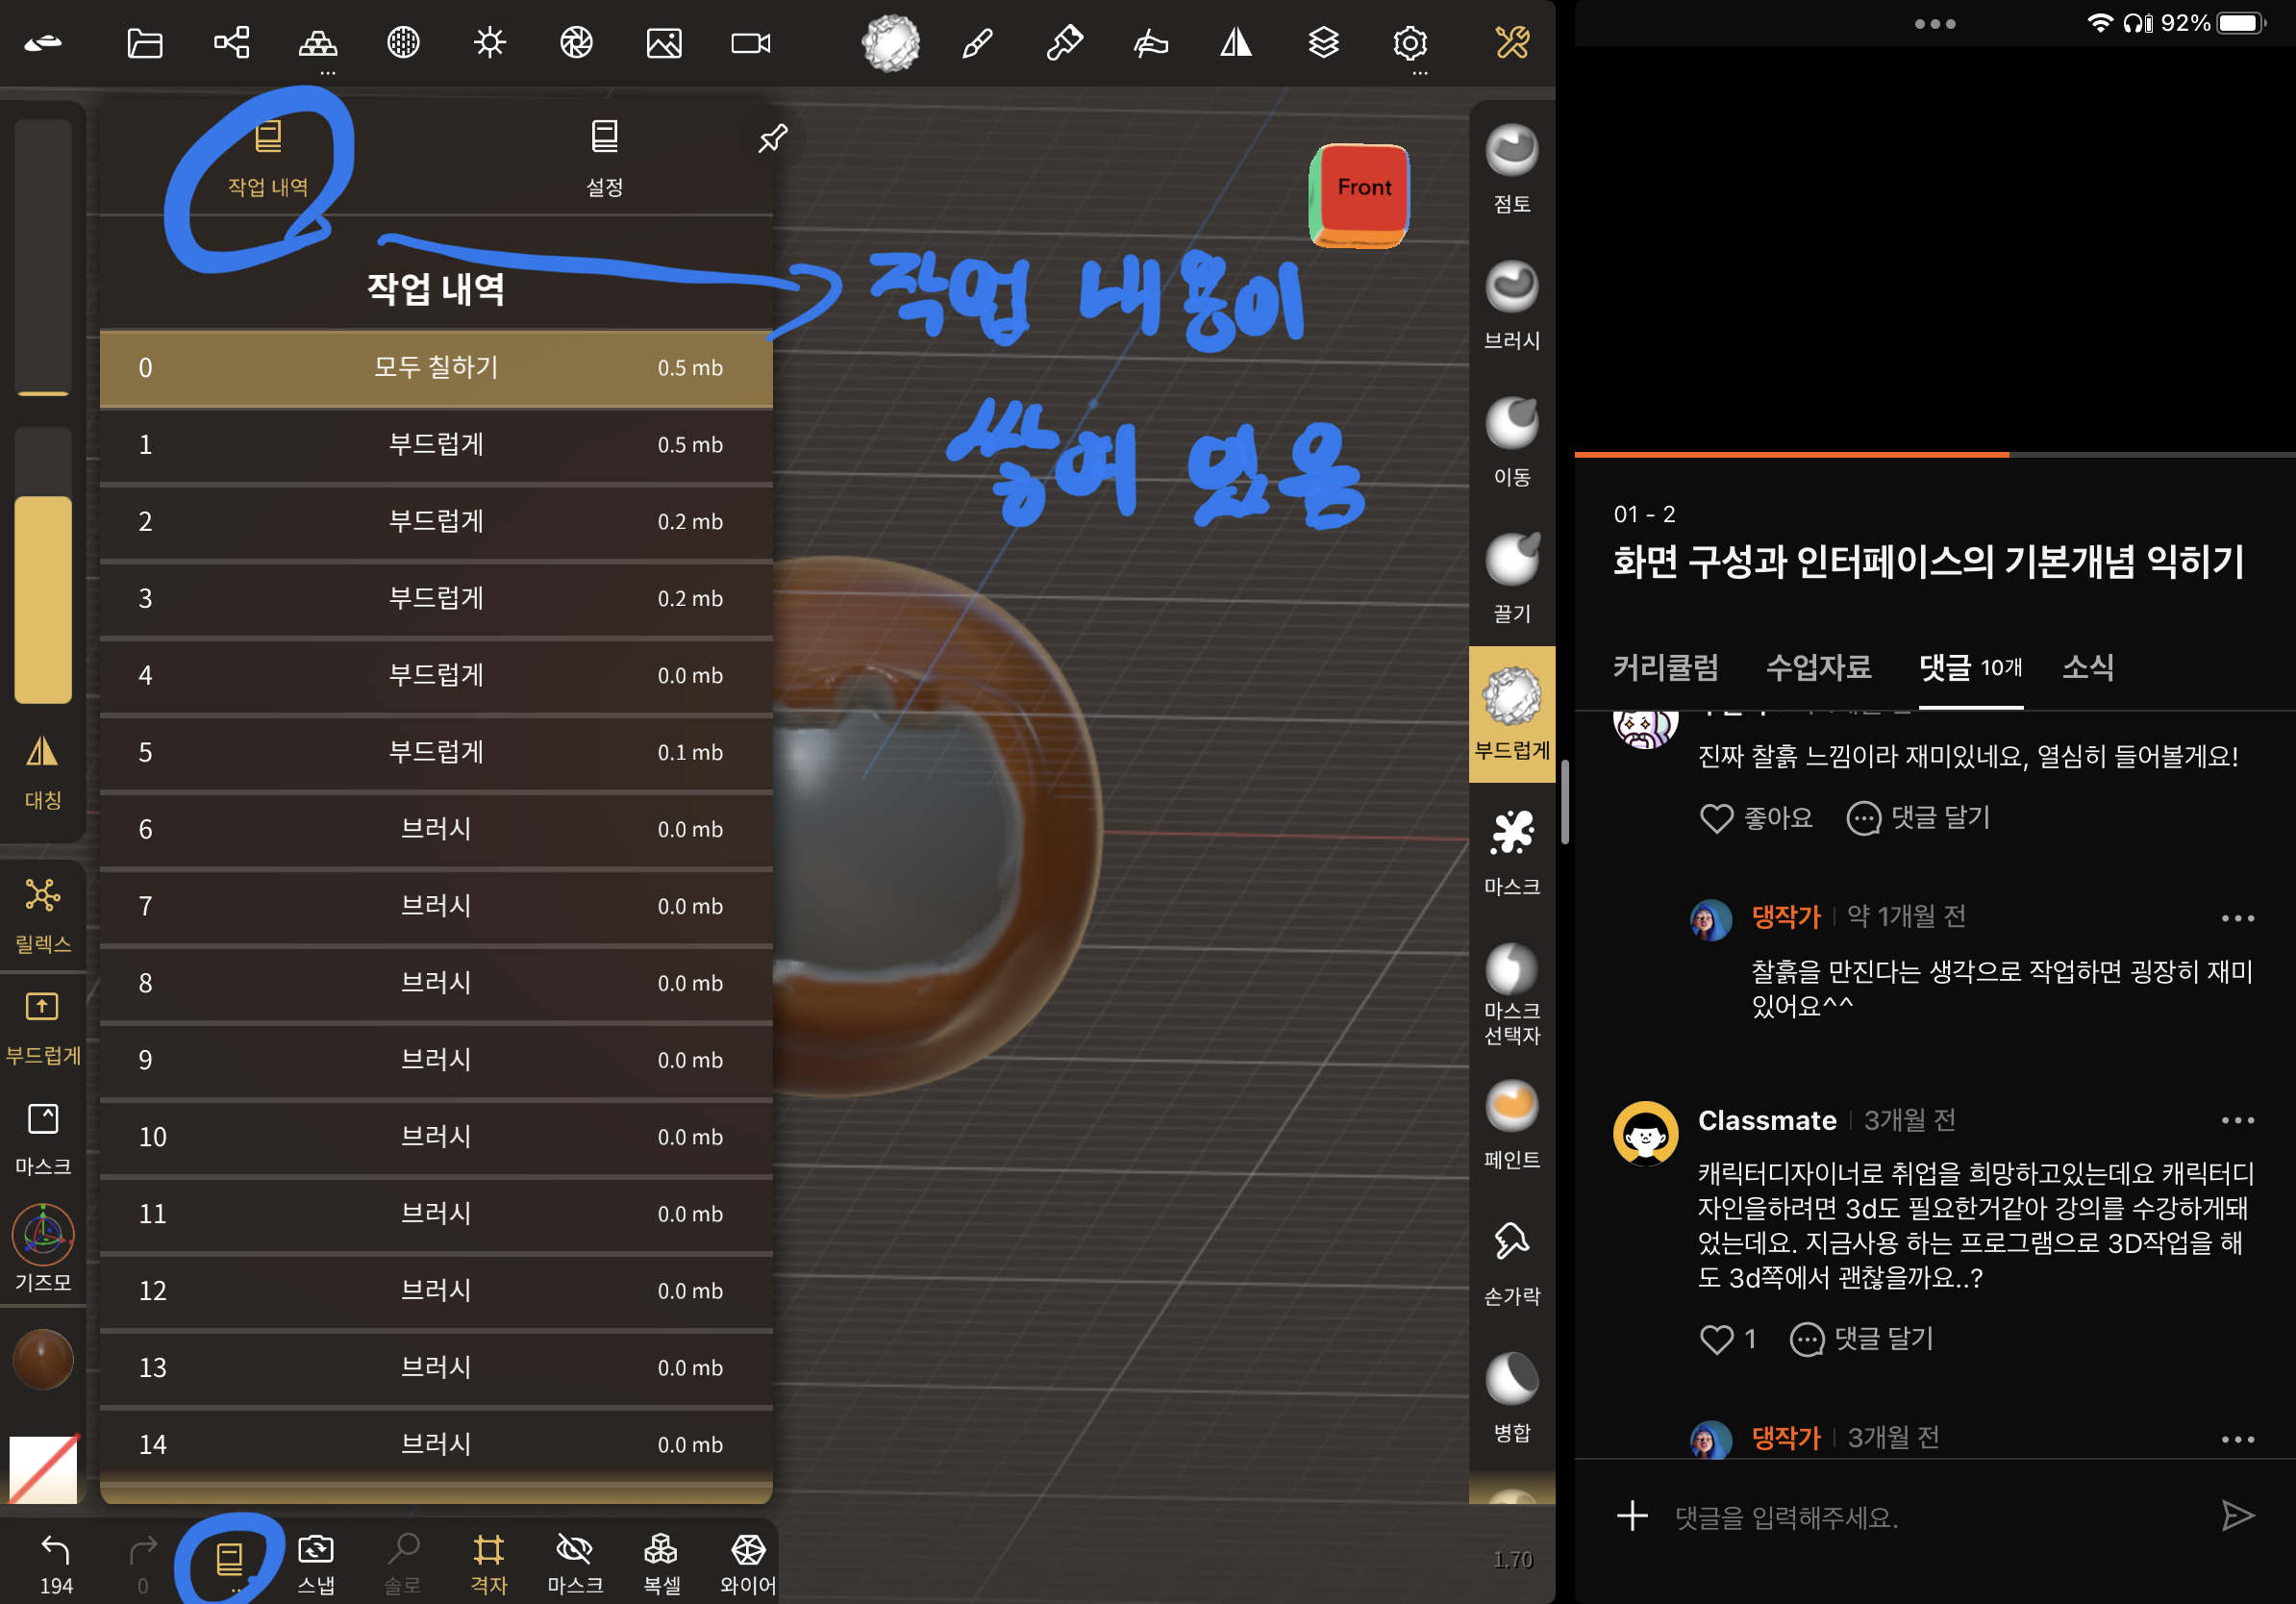 92%
작업 내역
설정
작업 내역
0 모두 칠하기 0.5 mb
1 부드럽게 0.5 mb
2 부드럽게 0.2 mb
3 부드럽게 0.2 mb
4 부드럽게 0.0 mb
5 부드럽게 0.1 mb
6 브러시 0.0 mb
7 브러시 0.0 mb
8 브러시 0.0 mb
9 브러시 0.0 mb
10 브러시 0.0 mb
11 브러시 0.0 mb
12 브러시 0.0 mb
13 브러시 0.0 mb
14 브러시 0.0 mb
대칭
릴렉스
부드럽게
마스크
기즈모
194
0
스냅
솔로
격자
마스크
복셀
와이어
작업 내용이
쌓여 있음
Front
점토
브러시
이동
끌기
부드럽게
마스크
마스크
선택자
페인트
손가락
병합
1.70
01 - 2
화면 구성과 인터페이스의 기본개념 익히기
커리큘럼 수업자료 댓글 10개 소식
진짜 찰흙 느낌이라 재미있네요, 열심히 들어볼게요!
좋아요 댓글 달기
댕작가 약 1개월 전
찰흙을 만진다는 생각으로 작업하면 굉장히 재미
있어요^^
Classmate 3개월 전
캐릭터디자이너로 취업을 희망하고있는데요 캐릭터디
자인을하려면 3d도 필요한거같아 강의를 수강하게돼
었는데요. 지금사용 하는 프로그램으로 3D작업을 해
도 3d쪽에서 괜찮을까요..?
1 댓글 달기
댕작가 3개월 전
댓글을 입력해주세요.